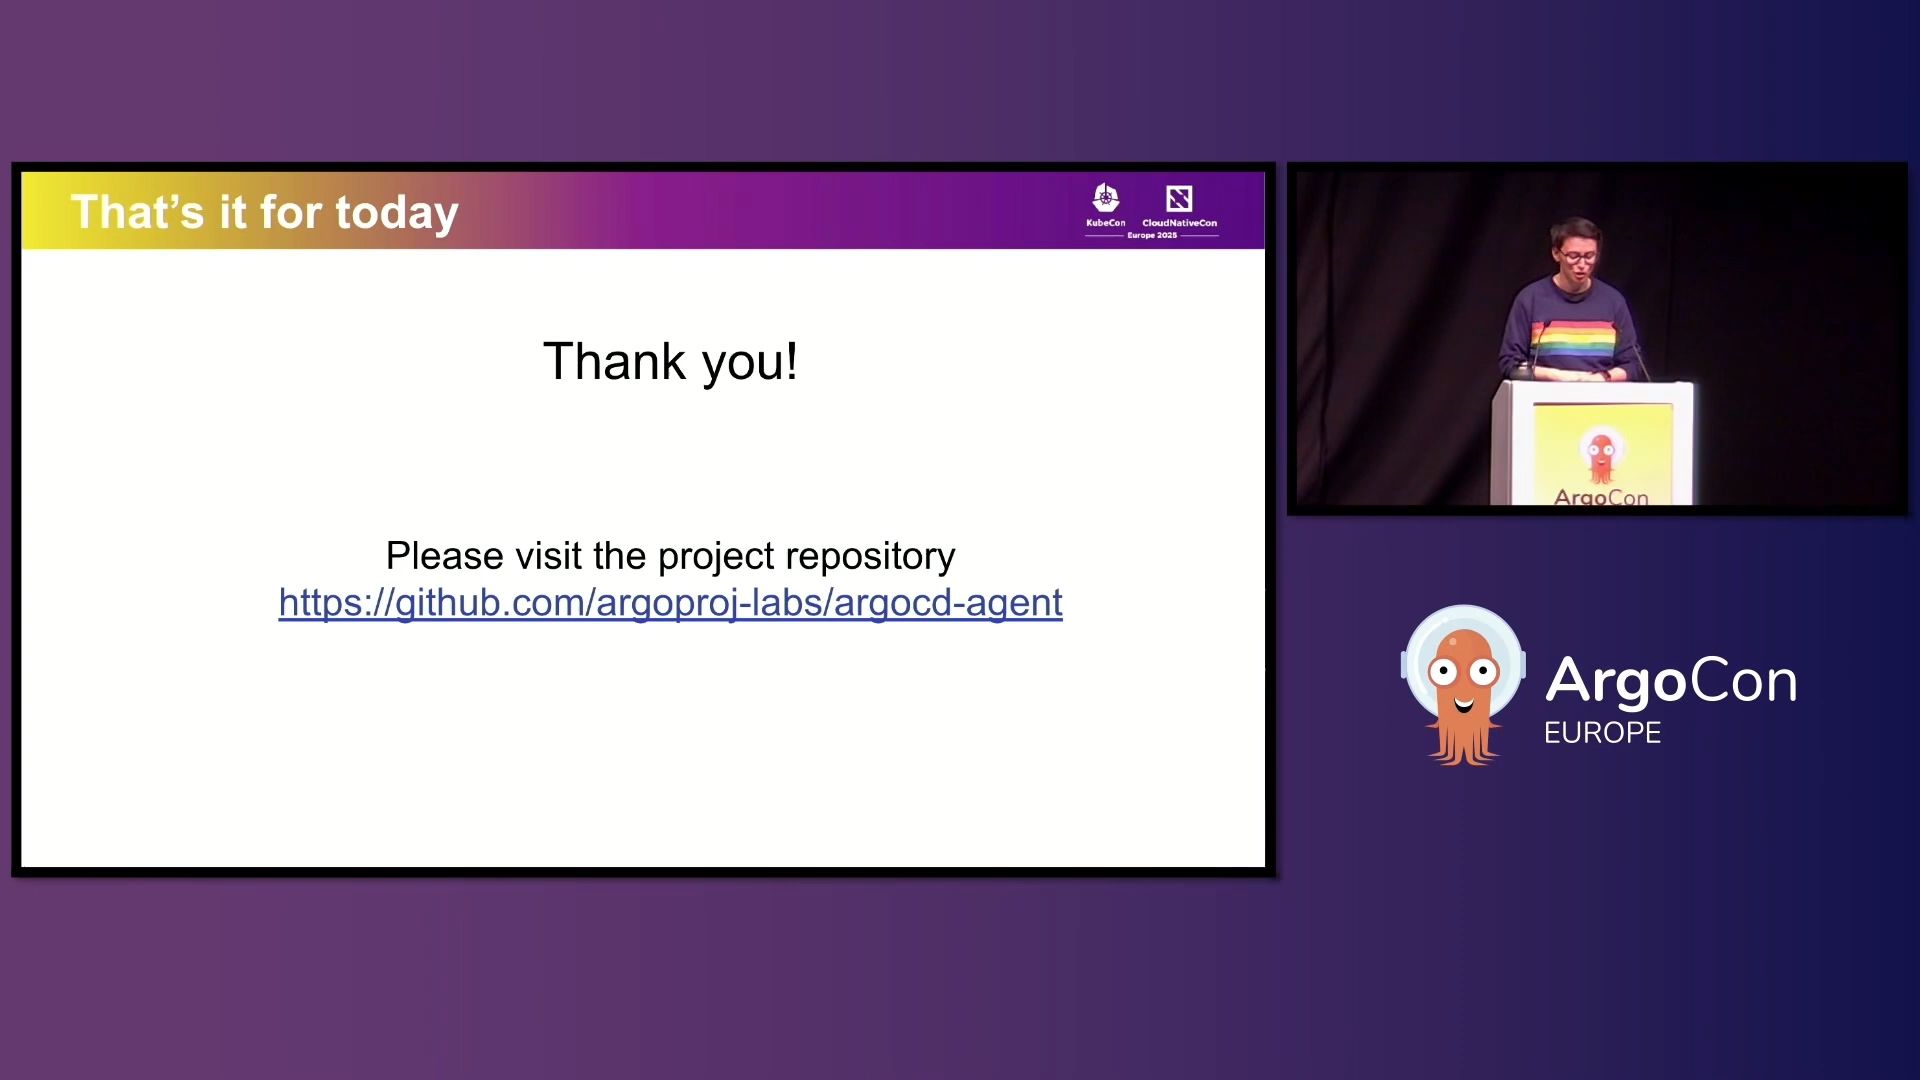 That's it for today
KubeCon
CloudNativeCon
Europe 2025
Thank you!
Please visit the project repository
https://github.com/argoproj-labs/argocd-agent
ArgoCon
ArgoCon
EUROPE